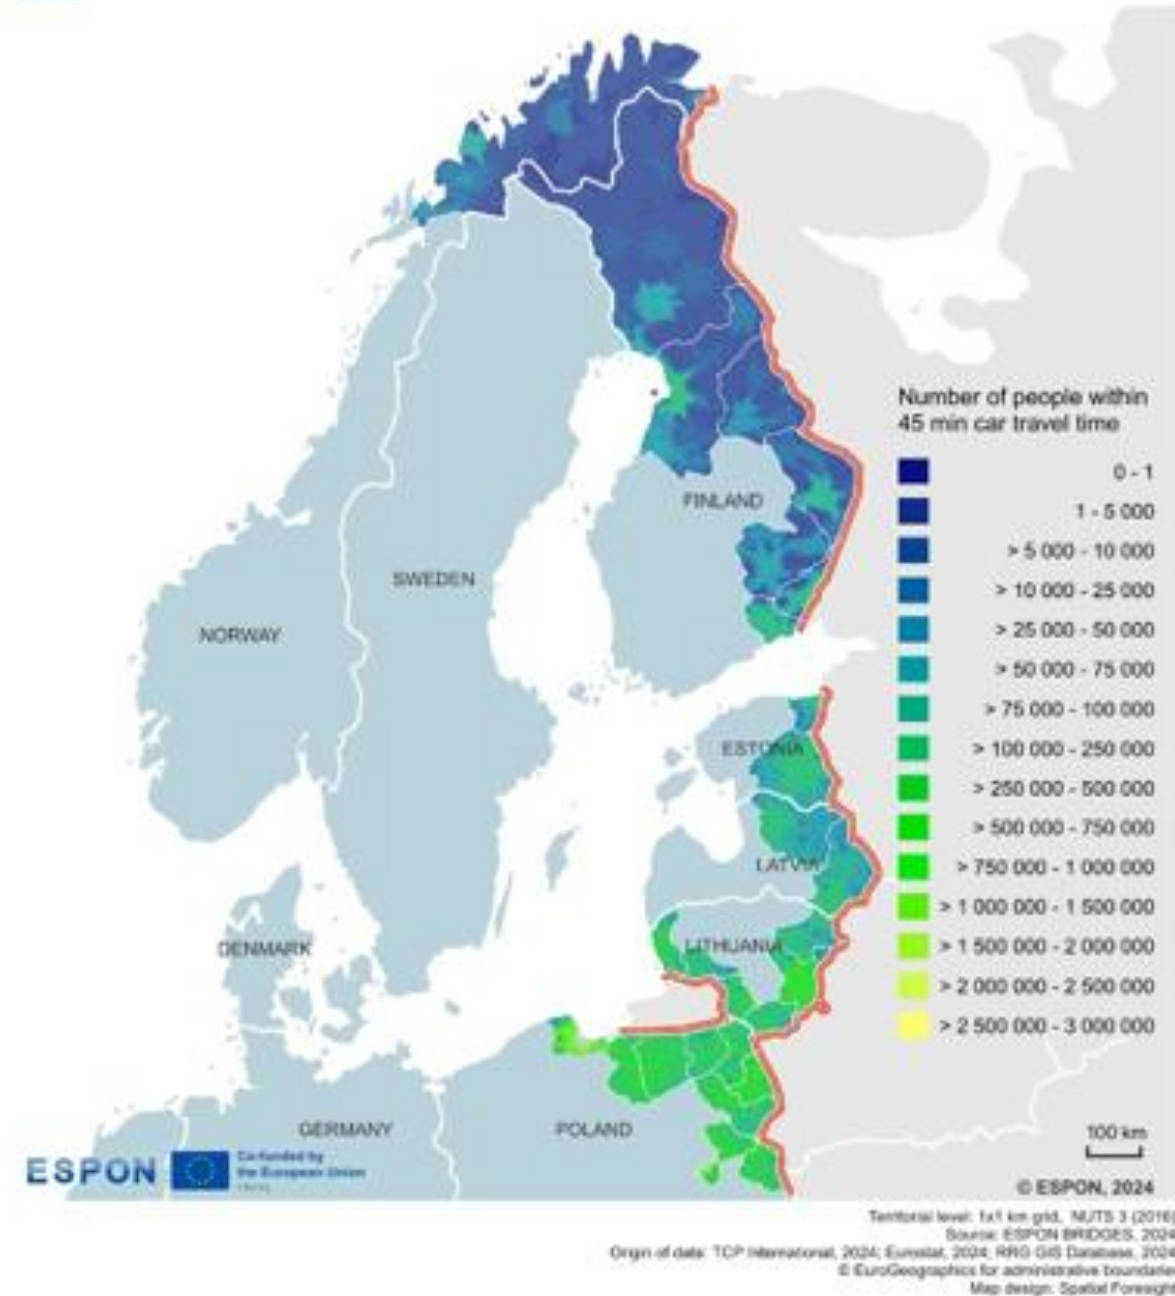 Number of people within
45 min car travel time
0 - 1
1 - 5 000
> 5 000 - 10 000
> 10 000 - 25 000
> 25 000 - 50 000
> 50 000 - 75 000
> 75 000 - 100 000
> 100 000 - 250 000
> 250 000 - 500 000
> 500 000 - 750 000
> 750 000 - 1 000 000
> 1 000 000 - 1 500 000
> 1 500 000 - 2 000 000
> 2 000 000 - 2 500 000
> 2 500 000 - 3 000 000
FINLAND
SWEDEN
NORWAY
ESTONIA
LATVIA
LITHUANIA
DENMARK
GERMANY
POLAND
100 km
ESPON
Co-funded by
the European Union
© ESPON, 2024
Territorial level: 1x1 km grid, NUTS 3 (2016)
Source: ESPON BRIDGES, 2024
Origin of data: TCP International, 2024; Eurostat, 2024; RRG GIS Database, 2024
© EuroGeographics for administrative boundaries
Map design: Spatial Foresight